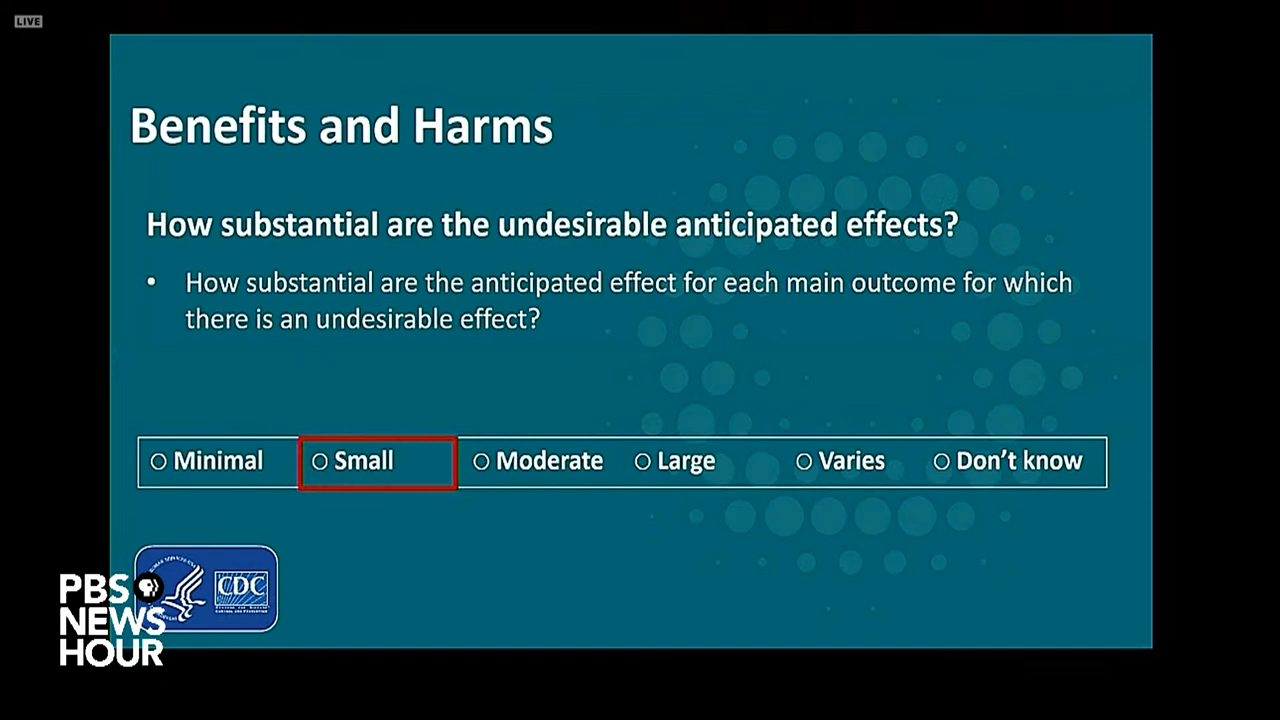 LIVE
Benefits and Harms
How substantial are the undesirable anticipated effects?
• How substantial are the anticipated effect for each main outcome for which
there is an undesirable effect?
○ Minimal ○ Small ○ Moderate ○ Large ○ Varies ○ Don’t know
CDC
PBS
NEWS
HOUR